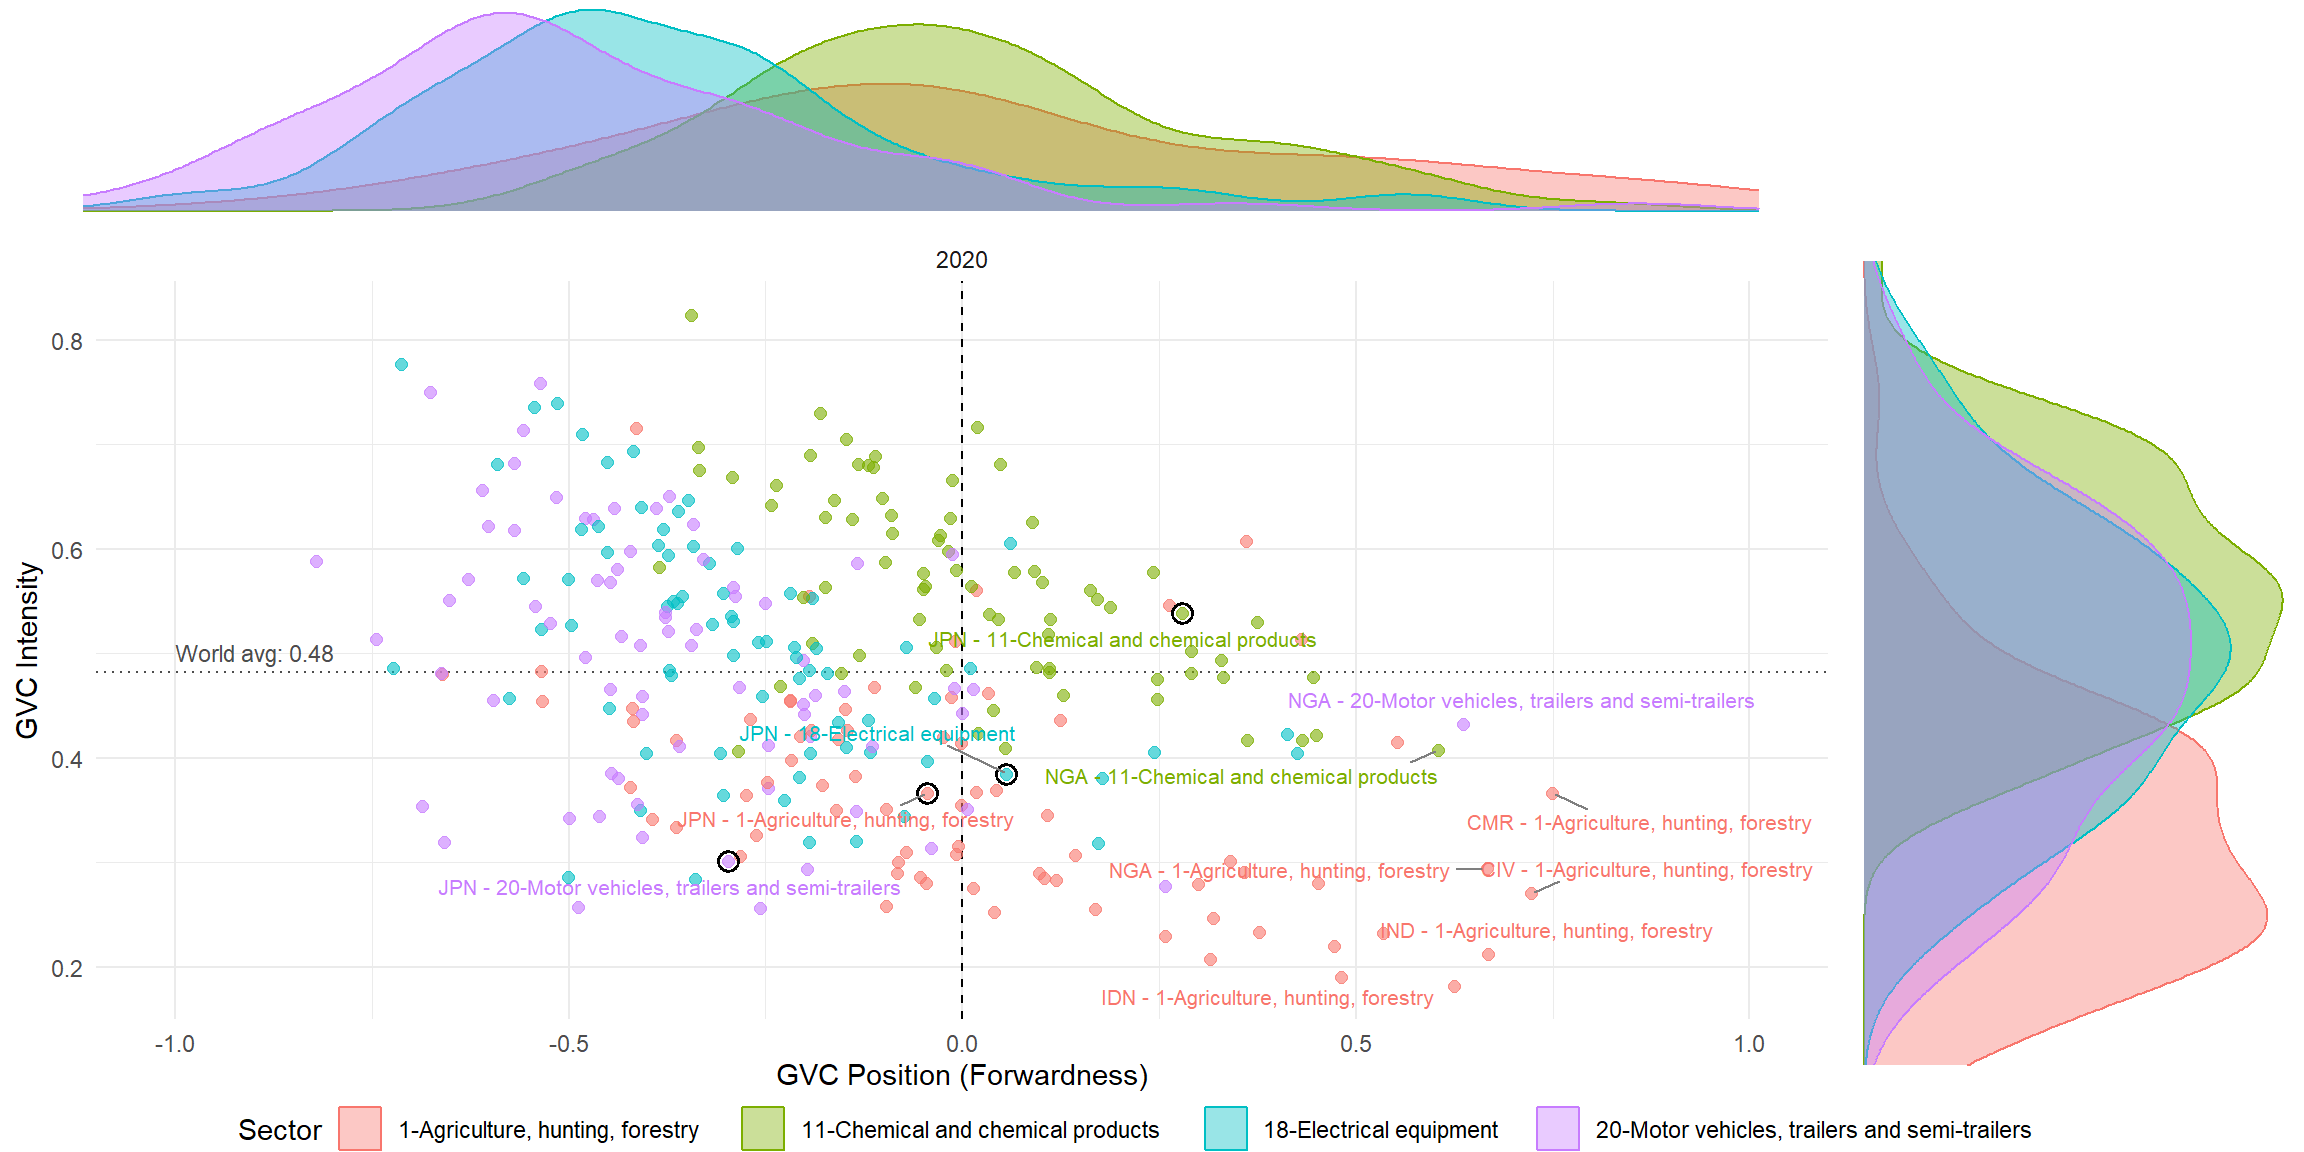 2020
0.8
0.6
0.4
0.2
GVC Intensity
World avg: 0.48
JPN - 11-Chemical and chemical products
NGA - 20-Motor vehicles, trailers and semi-trailers
JPN - 18-Electrical equipment
NGA - 11-Chemical and chemical products
JPN - 1-Agriculture, hunting, forestry
CMR - 1-Agriculture, hunting, forestry
NGA - 1-Agriculture, hunting, forestry
CIV - 1-Agriculture, hunting, forestry
JPN - 20-Motor vehicles, trailers and semi-trailers
IND - 1-Agriculture, hunting, forestry
IDN - 1-Agriculture, hunting, forestry
-1.0 -0.5 0.0 0.5 1.0
GVC Position (Forwardness)
Sector 1-Agriculture, hunting, forestry 11-Chemical and chemical products 18-Electrical equipment 20-Motor vehicles, trailers and semi-trailers